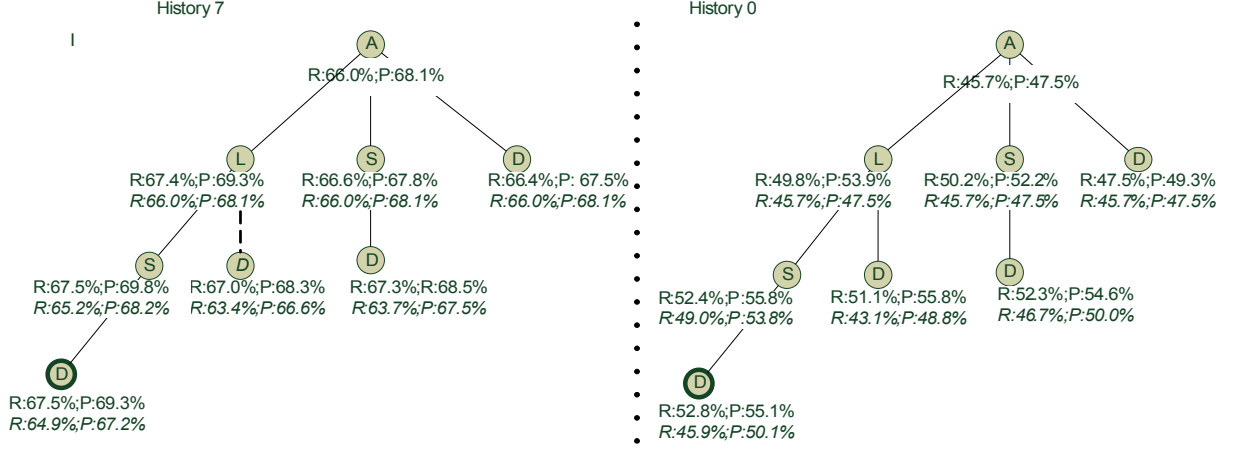 History 7
I
A
R:66.0%;P:68.1%
L
S
D
R:67.4%;P:69.3%
R:66.0%;P:68.1%
R:66.6%;P:67.8%
R:66.0%;P:68.1%
R:66.4%;P: 67.5%
R:66.0%;P:68.1%
S
D
D
R:67.5%;P:69.8%
R:65.2%;P:68.2%
R:67.0%;P:68.3%
R:63.4%;P:66.6%
R:67.3%;R:68.5%
R:63.7%;P:67.5%
D
R:67.5%;P:69.3%
R:64.9%;P:67.2%
History 0
A
R:45.7%;P:47.5%
L
S
D
R:49.8%;P:53.9%
R:45.7%;P:47.5%
R:50.2%;P:52.2%
R:45.7%;P:47.5%
R:47.5%;P:49.3%
R:45.7%;P:47.5%
S
D
D
R:52.4%;P:55.8%
R:49.0%;P:53.8%
R:51.1%;P:55.8%
R:43.1%;P:48.8%
R:52.3%;P:54.6%
R:46.7%;P:50.0%
D
R:52.8%;P:55.1%
R:45.9%;P:50.1%